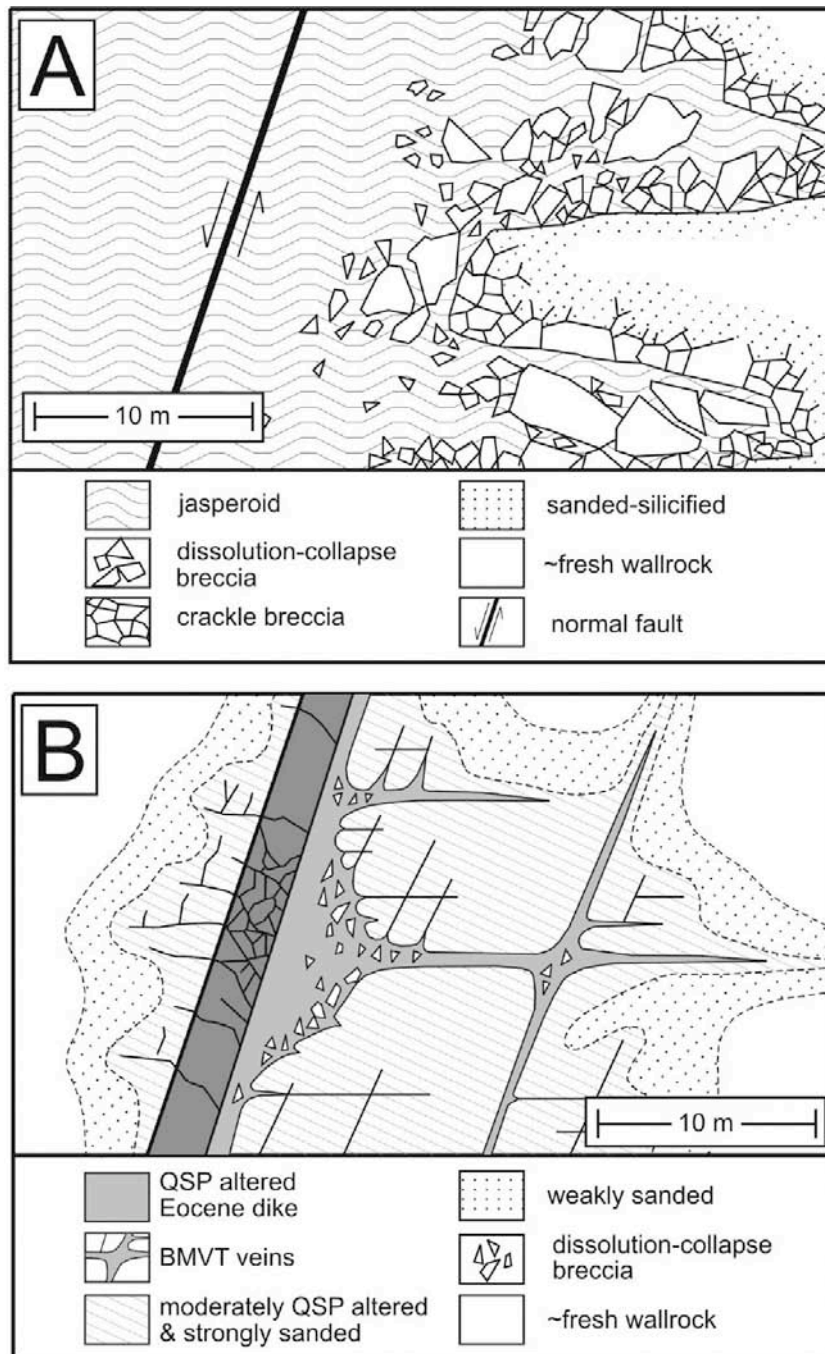 A
10 m
jasperoid
dissolution-collapse
breccia
crackle breccia
sanded-silicified
~fresh wallrock
normal fault
B
10 m
QSP altered
Eocene dike
BMVT veins
moderately QSP altered
& strongly sanded
weakly sanded
dissolution-collapse
breccia
~fresh wallrock